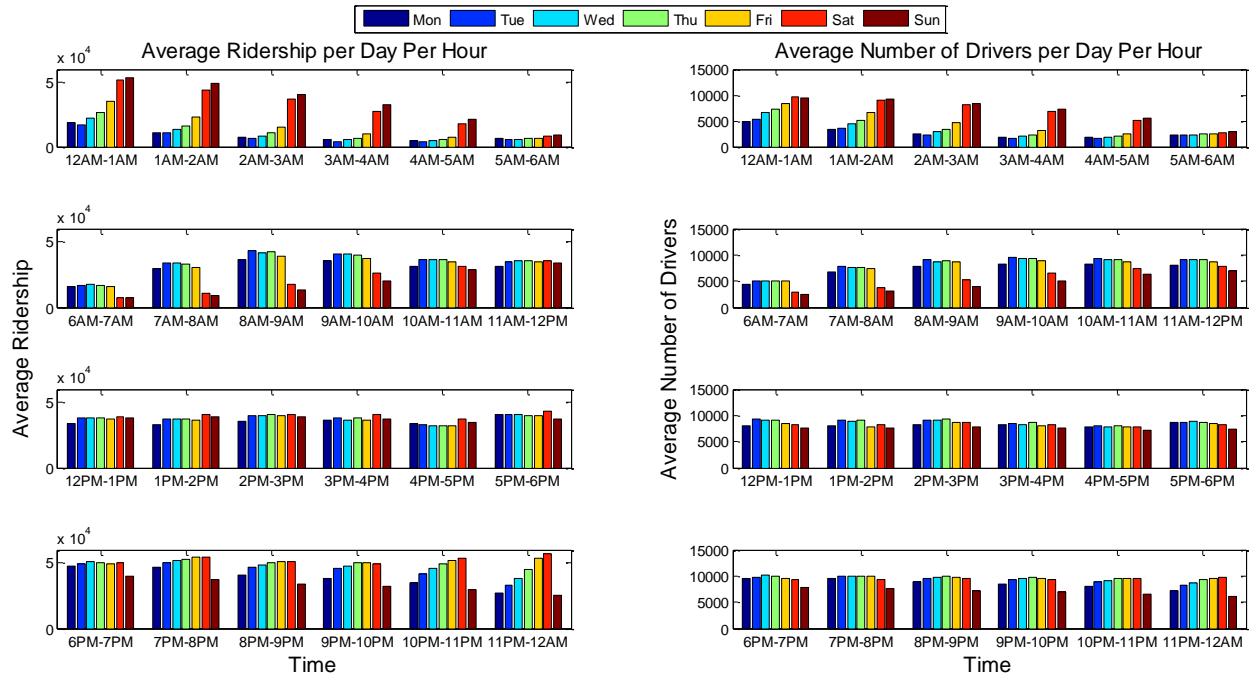 Mon Tue Wed Thu Fri Sat Sun
Average Ridership per Day Per Hour
x 10^4
5
0
12AM-1AM 1AM-2AM 2AM-3AM 3AM-4AM 4AM-5AM 5AM-6AM
x 10^4
5
0
6AM-7AM 7AM-8AM 8AM-9AM 9AM-10AM 10AM-11AM 11AM-12PM
x 10^4
5
0
12PM-1PM 1PM-2PM 2PM-3PM 3PM-4PM 4PM-5PM 5PM-6PM
x 10^4
5
0
6PM-7PM 7PM-8PM 8PM-9PM 9PM-10PM 10PM-11PM 11PM-12AM
Average Ridership
Time
Average Number of Drivers per Day Per Hour
15000
10000
5000
0
12AM-1AM 1AM-2AM 2AM-3AM 3AM-4AM 4AM-5AM 5AM-6AM
15000
10000
5000
0
6AM-7AM 7AM-8AM 8AM-9AM 9AM-10AM 10AM-11AM 11AM-12PM
15000
10000
5000
0
12PM-1PM 1PM-2PM 2PM-3PM 3PM-4PM 4PM-5PM 5PM-6PM
15000
10000
5000
0
6PM-7PM 7PM-8PM 8PM-9PM 9PM-10PM 10PM-11PM 11PM-12AM
Average Number of Drivers
Time